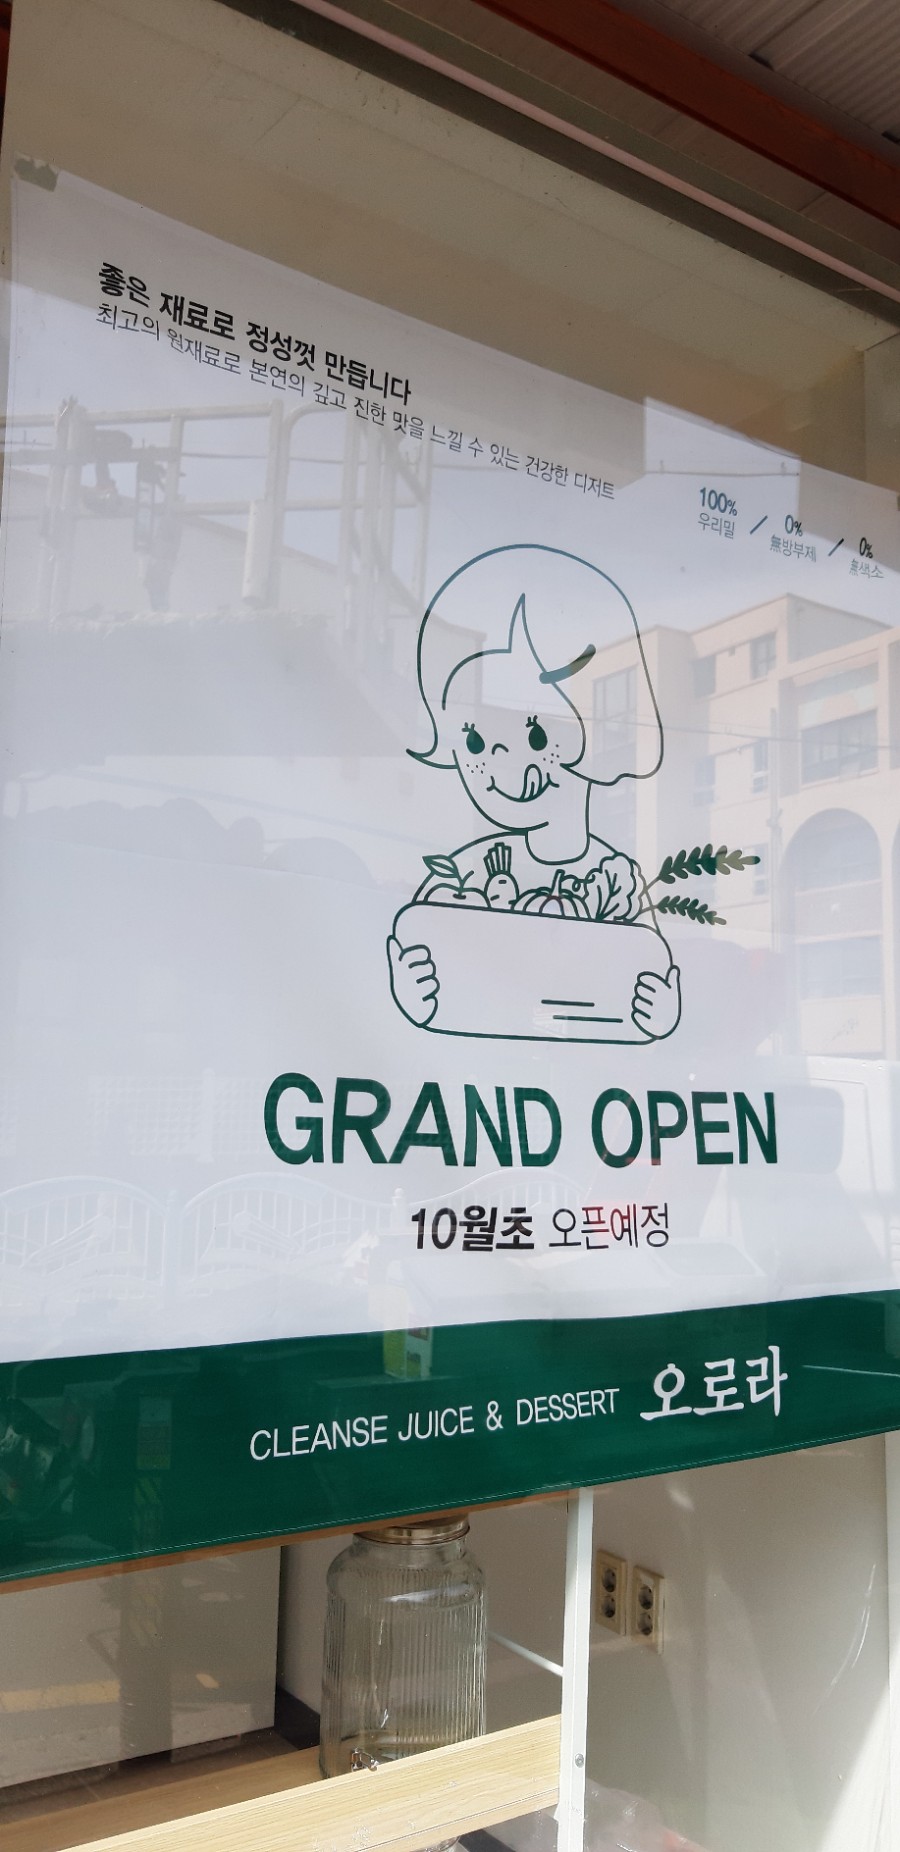 좋은 재료로 정성껏 만듭니다
최고의 원재료로 본연의 깊고 진한 맛을 느낄 수 있는 건강한 디저트
100% / 0% / 0%
우리밀 無방부제 無색소
GRAND OPEN
10월초 오픈예정
CLEANSE JUICE & DESSERT 오로라